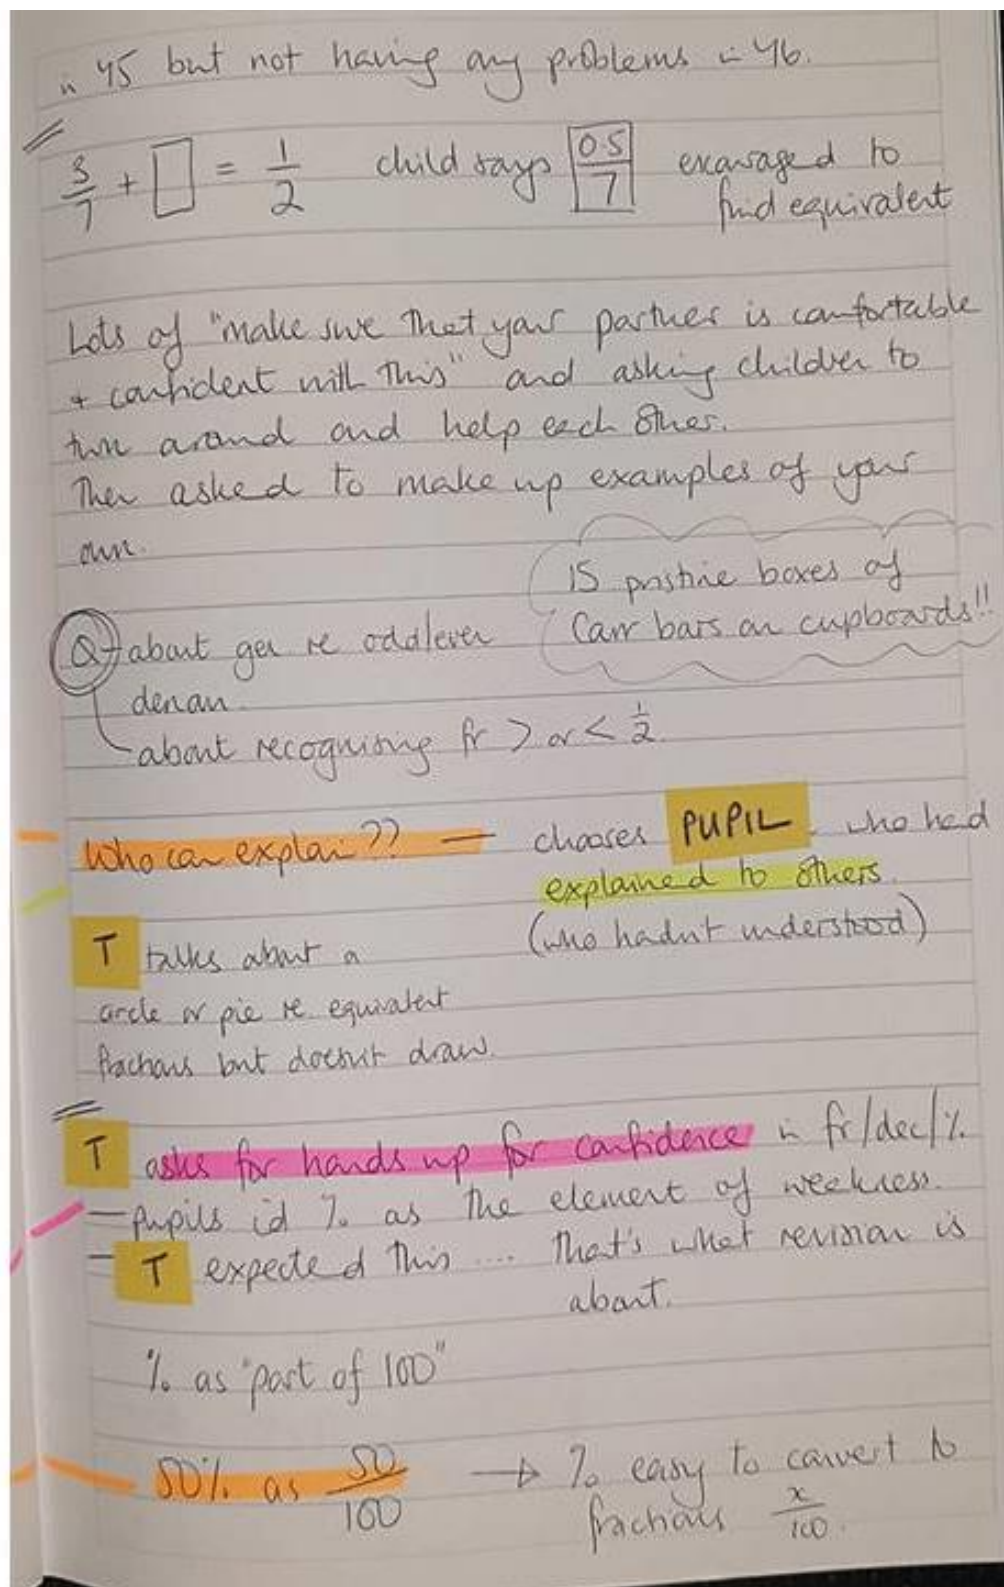 in Y5 but not having any problems in Y6.
3/7 + □ = 1/2 child says 0.5/7 encouraged to
find equivalent
Lots of "make sure that your partner is comfortable
+ confident with this" and asking children to
turn around and help each other.
Then asked to make up examples of your
own.
15 pristine boxes of
Cair bars on cupboards!!
Q about gen re odd/even
denom.
about recognising fr > or < 1/2
Who can explain?? — chooses PUPIL who had
explained to others.
(who hadn't understood)
T talks about a
circle or pie re equivalent
fractions but doesn't draw.
T asks for hands up for confidence in fr/dec/%
— pupils id % as the element of weakness.
— T expected this .... that's what revision is
about.
% as "part of 100"
50% as 50/100 → % easy to convert to
fractions x/100.